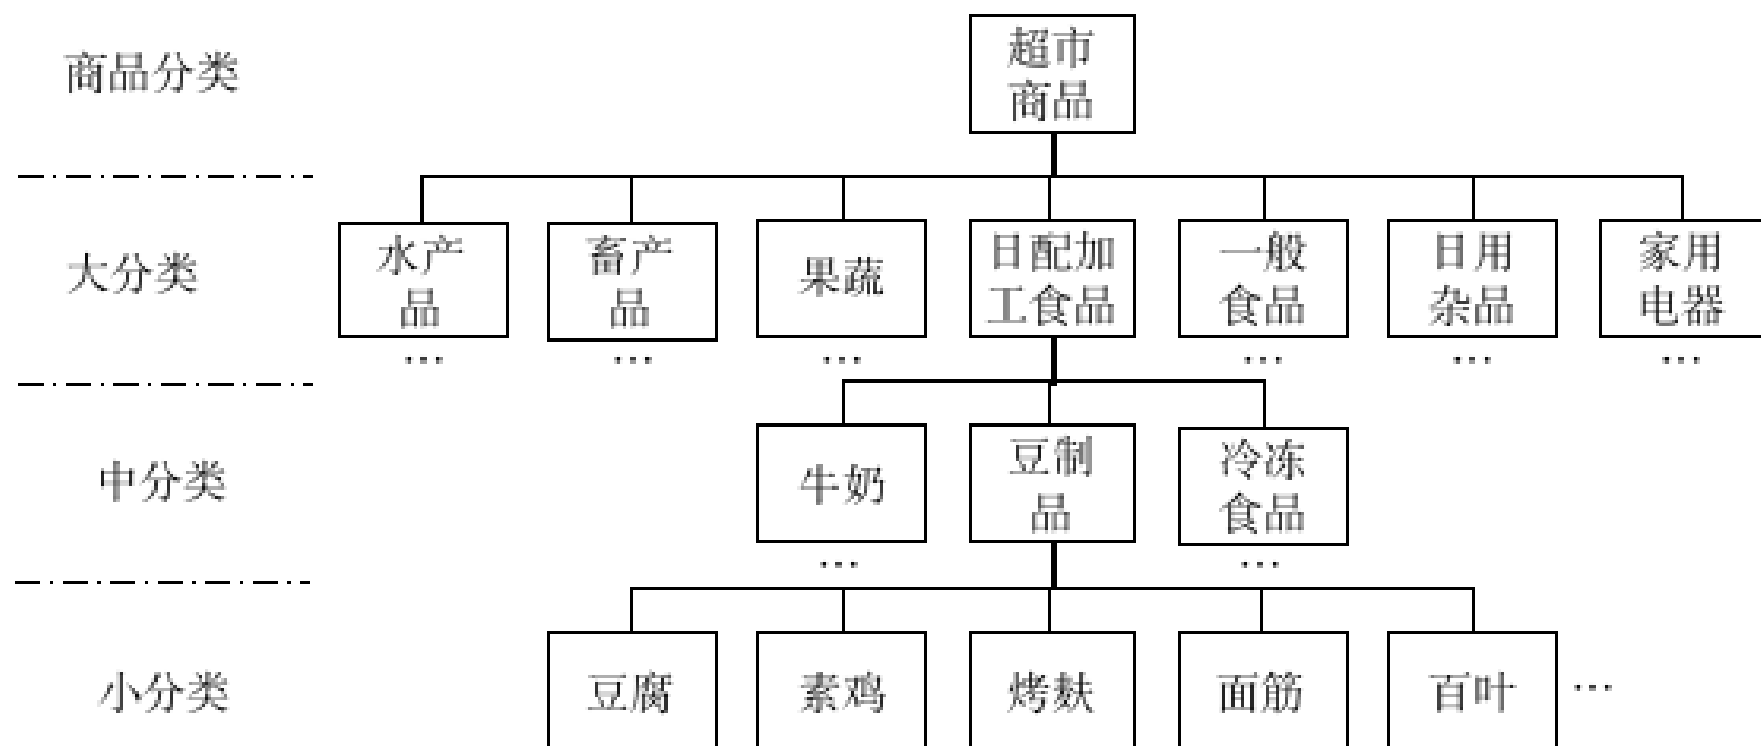 商品分类
超市
商品
大分类
水产
品
畜产
品
果蔬
日配加
工食品
一般
食品
日用
杂品
家用
电器
… … … … … …
中分类
牛奶
豆制
品
冷冻
食品
… …
小分类
豆腐
素鸡
烤麸
面筋
百叶
…